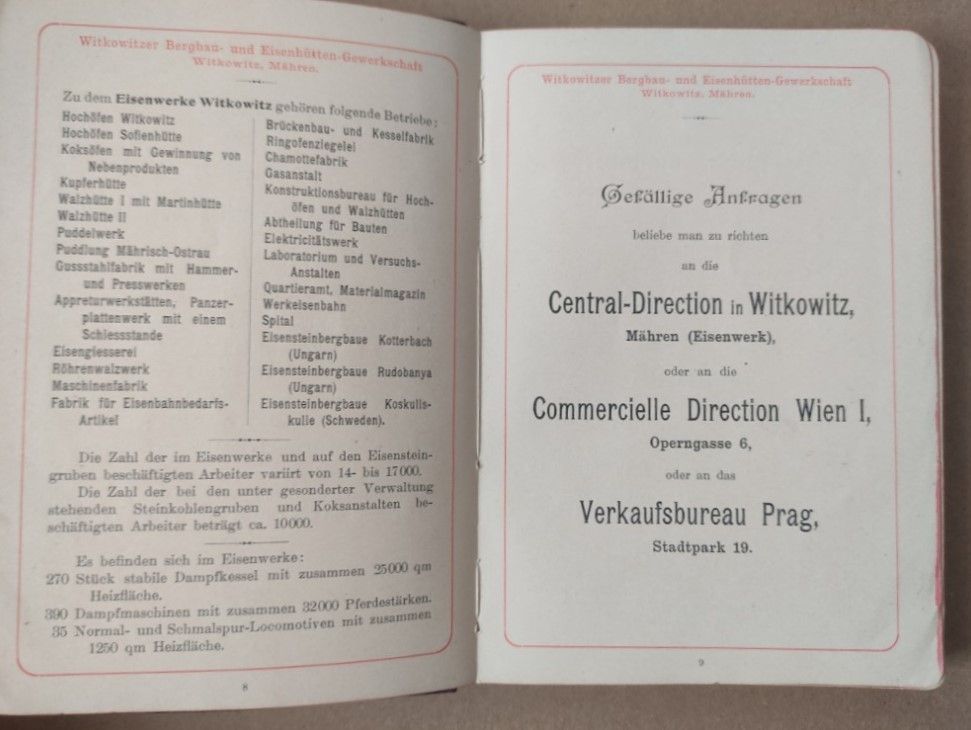 Witkowitzer Bergbau- und Eisenhütten-Gewerkschaft
Witkowitz, Mähren.
Zu dem Eisenwerke Witkowitz gehören folgende Betriebe:
Hochöfen Witkowitz
Hochöfen Sofienhütte
Koksöfen mit Gewinnung von
Nebenprodukten
Kupferhütte
Walzhütte I mit Martinhütte
Walzhütte II
Puddelwerk
Puddlung Mährisch-Ostrau
Gussstahlfabrik mit Hammer-
und Presswerken
Appreturwerkstätten, Panzer-
plattenwerk mit einem
Schiessstande
Eisengiesserei
Röhrenwalzwerk
Maschinenfabrik
Fabrik für Eisenbahnbedarfs-
Artikel
Brückenbau- und Kesselfabrik
Ringofenziegelei
Chamottefabrik
Gasanstalt
Konstruktionsbureau für Hoch-
öfen und Walzhütten
Abtheilung für Bauten
Elektricitätswerk
Laboratorium und Versuchs-
Anstalten
Quartieramt, Materialmagazin
Werkeisenbahn
Spital
Eisensteinbergbaue Kotterbach
(Ungarn)
Eisensteinbergbaue Rudobanya
(Ungarn)
Eisensteinbergbaue Koskulls-
kulle (Schweden).
Die Zahl der im Eisenwerke und auf den Eisenstein-
gruben beschäftigten Arbeiter variirt von 14- bis 17000.
Die Zahl der bei den unter gesonderter Verwaltung
stehenden Steinkohlengruben und Koksanstalten be-
schäftigten Arbeiter beträgt ca. 10000.
Es befinden sich im Eisenwerke:
270 Stück stabile Dampfkessel mit zusammen 25000 qm
Heizfläche.
390 Dampfmaschinen mit zusammen 32000 Pferdestärken.
35 Normal- und Schmalspur-Locomotiven mit zusammen
1250 qm Heizfläche.
8
Witkowitzer Bergbau- und Eisenhütten-Gewerkschaft
Witkowitz, Mähren.
Gefällige Anfragen
beliebe man zu richten
an die
Central-Direction in Witkowitz,
Mähren (Eisenwerk),
oder an die
Commercielle Direction Wien I,
Operngasse 6,
oder an das
Verkaufsbureau Prag,
Stadtpark 19.
9